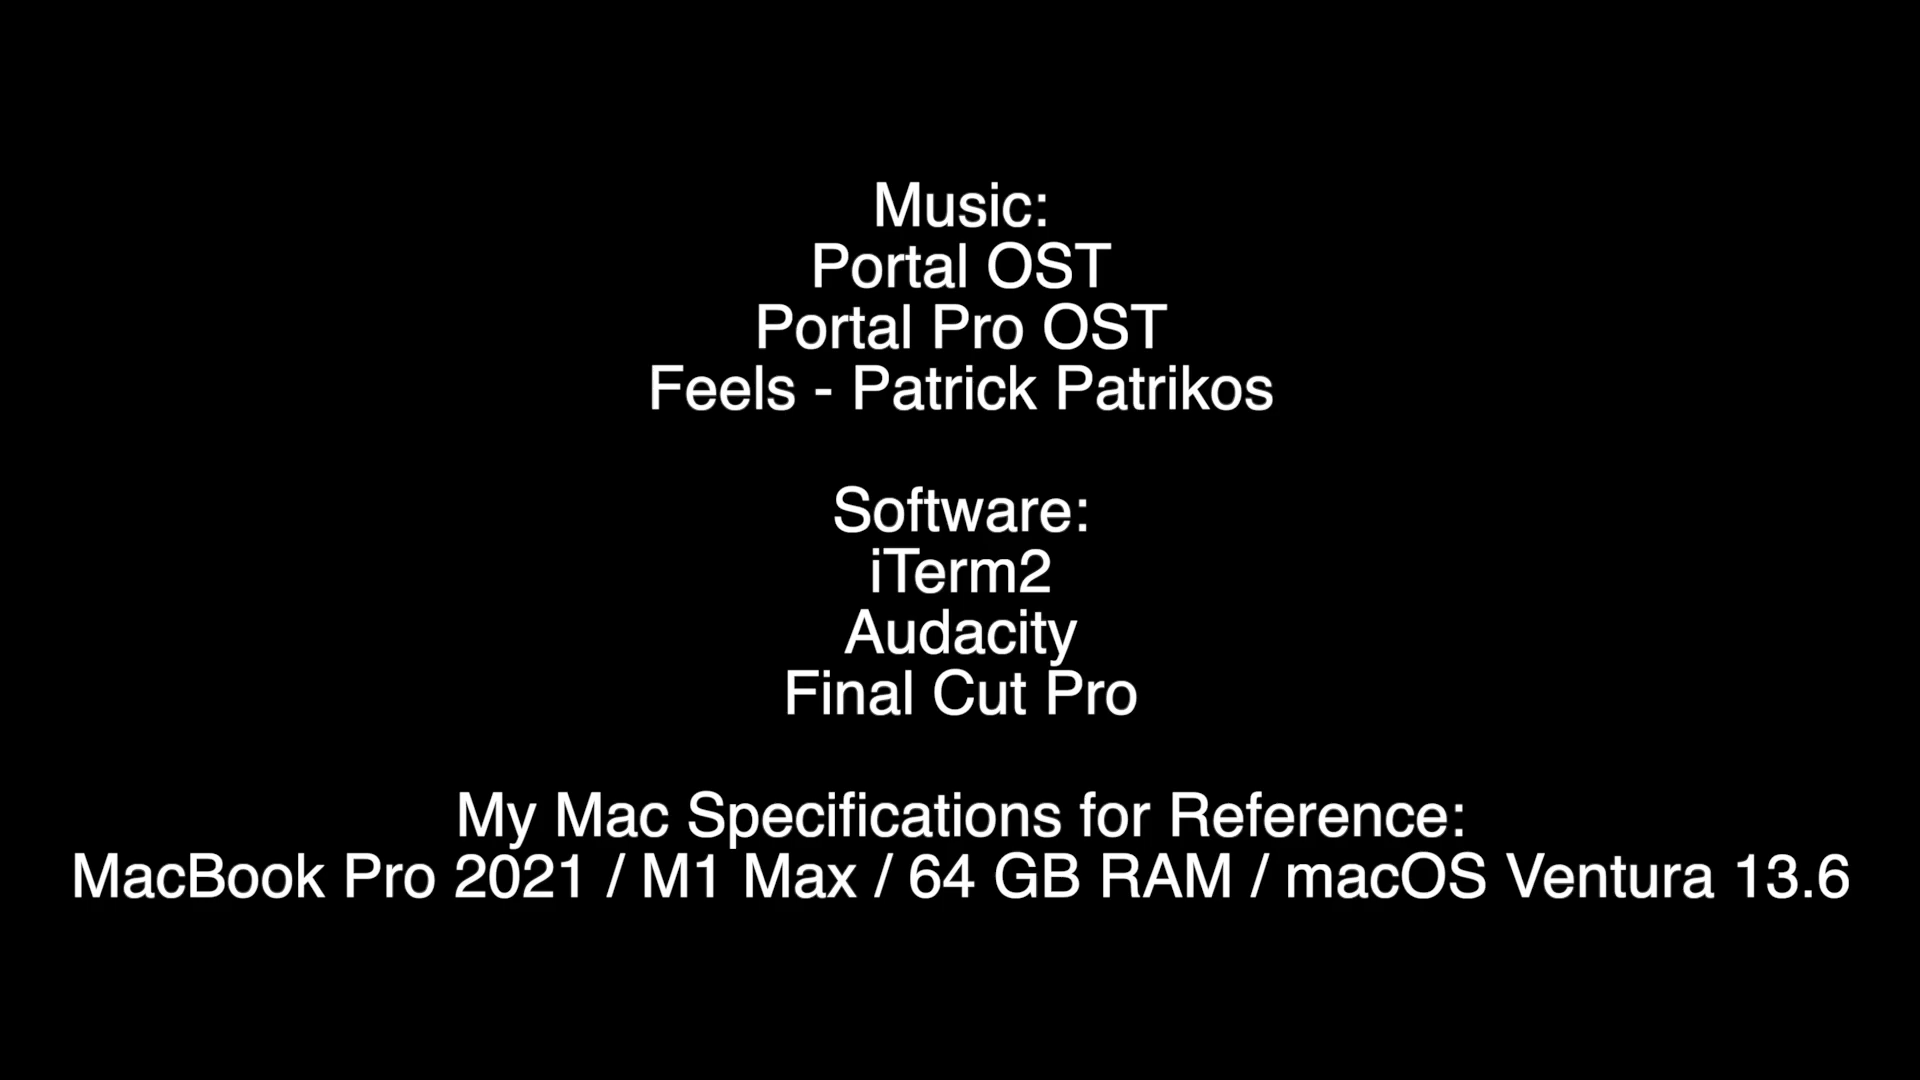 Music:
Portal OST
Portal Pro OST
Feels - Patrick Patrikos
Software:
iTerm2
Audacity
Final Cut Pro
My Mac Specifications for Reference:
MacBook Pro 2021 / M1 Max / 64 GB RAM / macOS Ventura 13.6